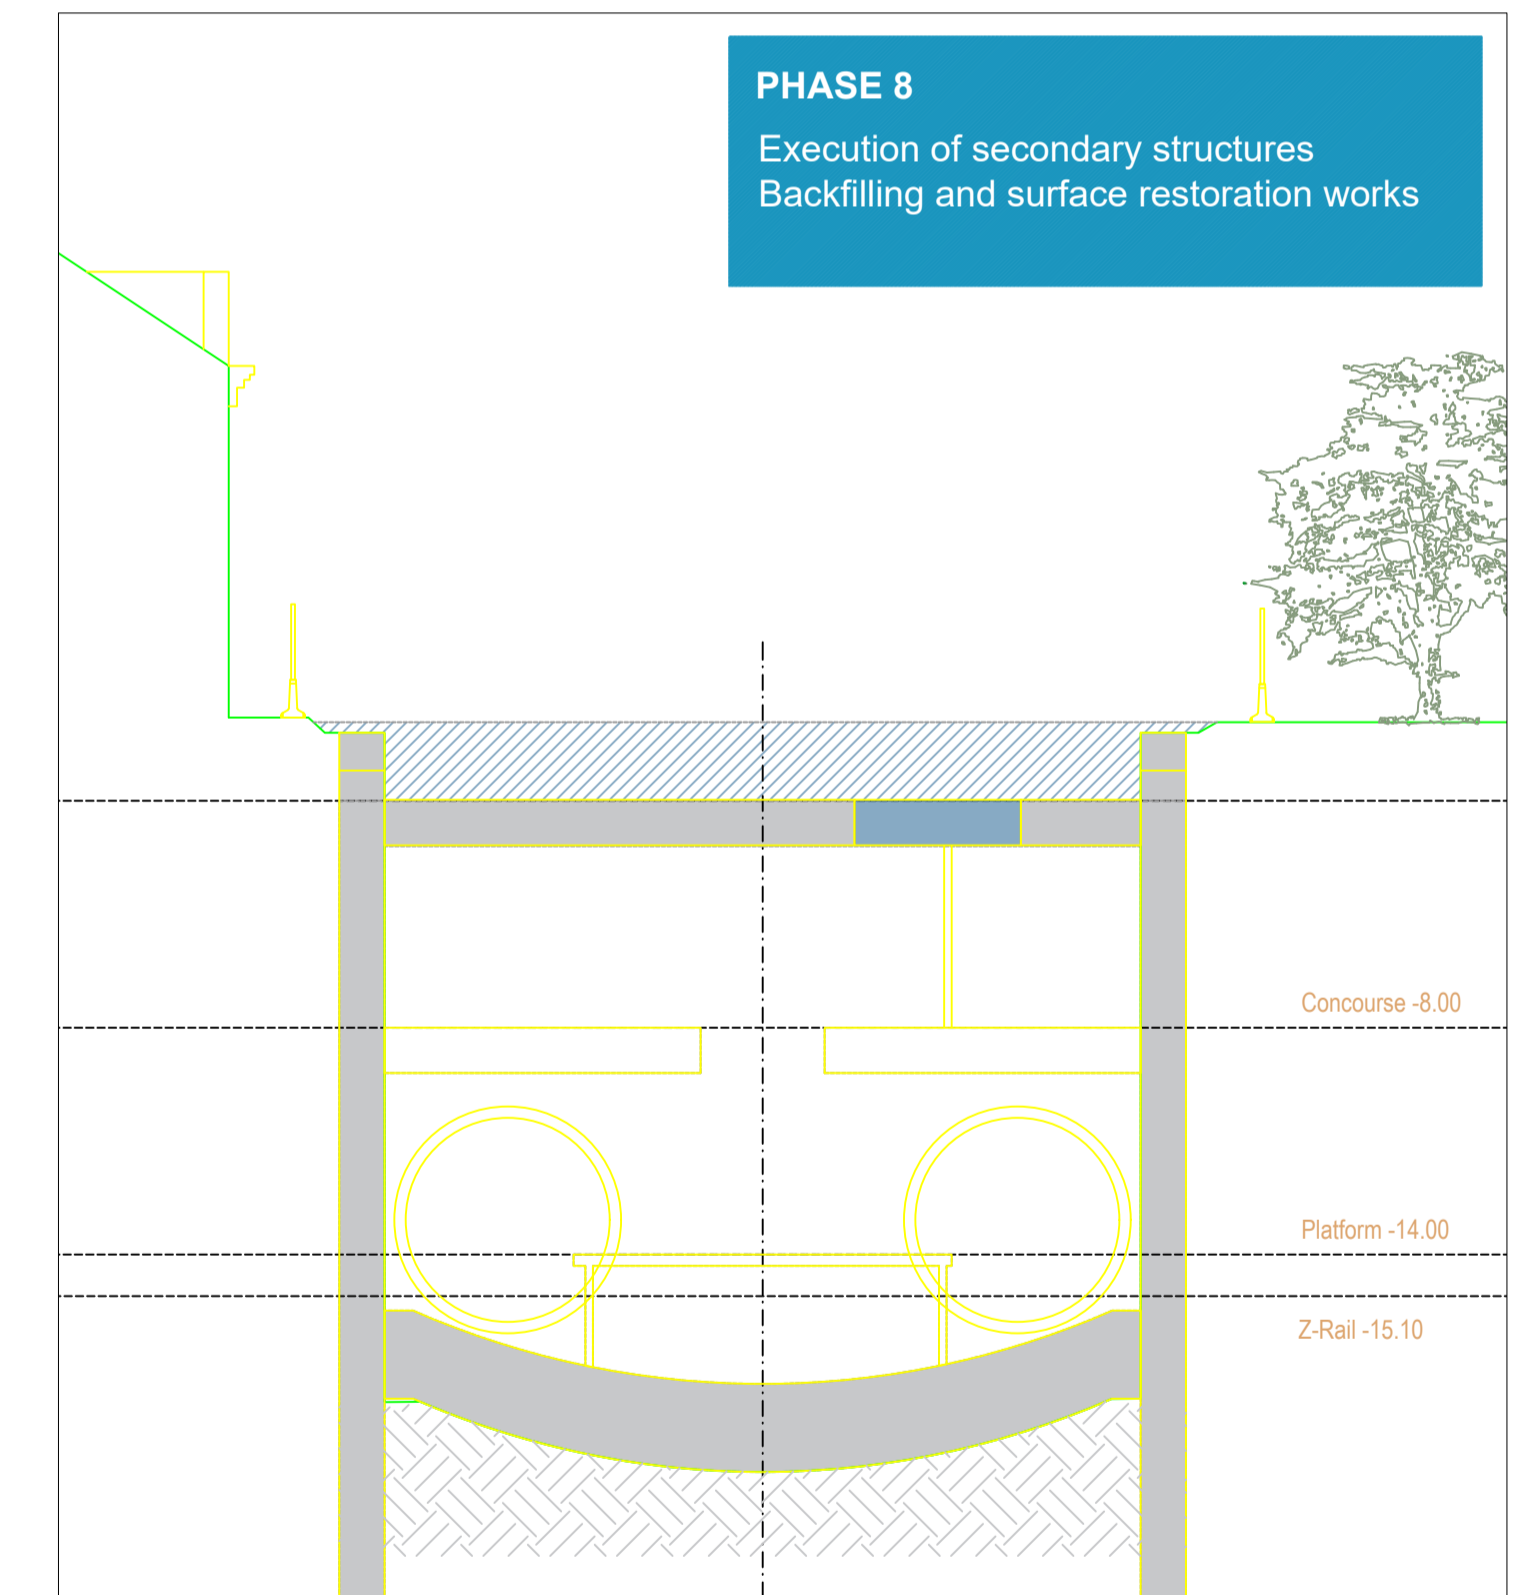 PHASE 8
Execution of secondary structures
Backfilling and surface restoration works
Concourse -8.00
Platform -14.00
Z-Rail -15.10